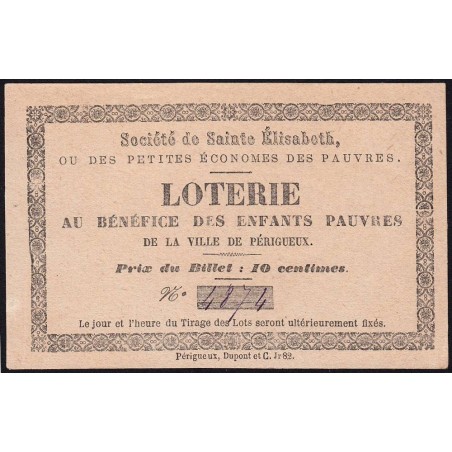 Société de Sainte Élisabeth,
OU DES PETITES ÉCONOMES DES PAUVRES.
LOTERIE
AU BÉNÉFICE DES ENFANTS PAUVRES
DE LA VILLE DE PÉRIGUEUX.
Prix du Billet : 10 centimes.
N° 4874
Le jour et l'heure du Tirage des Lots seront ultérieurement fixés.
Périgueux, Dupont et C. Jr 82.